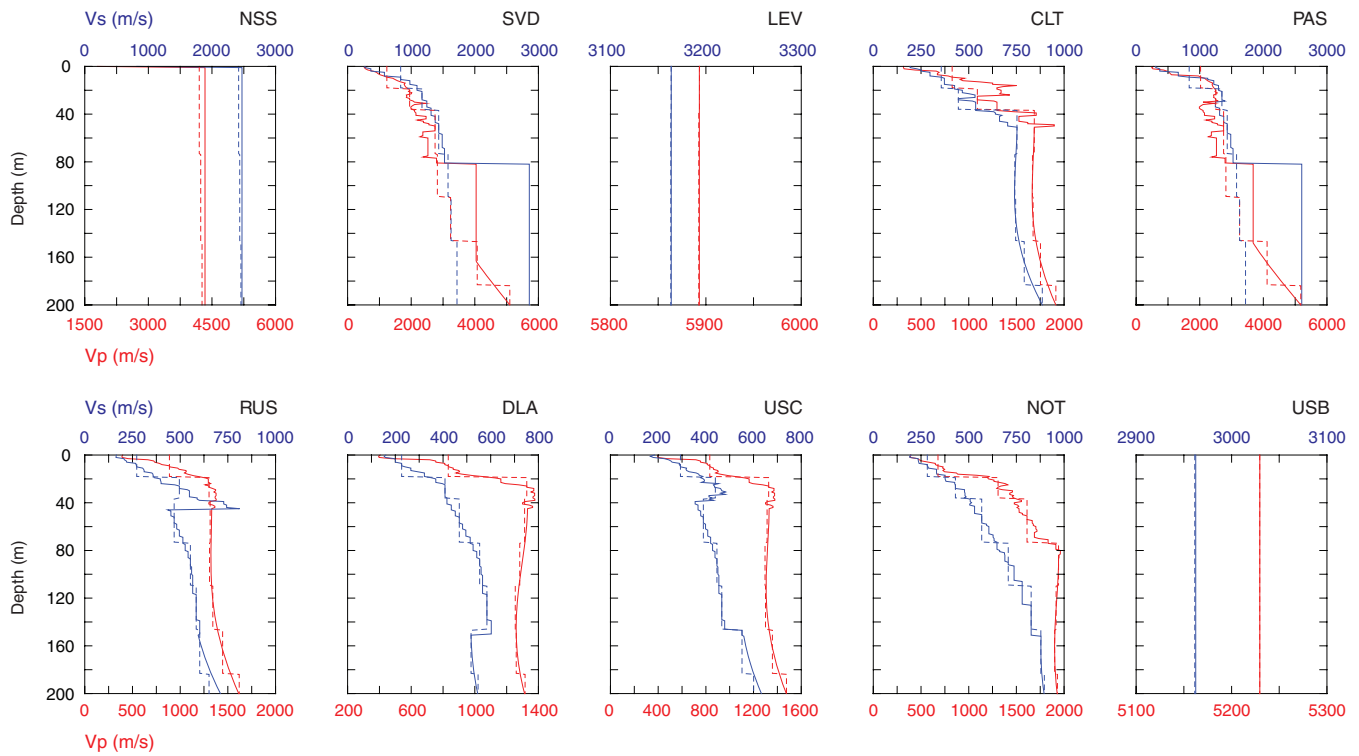 Vs (m/s) NSS SVD LEV CLT PAS
0 1000 2000 3000 0 1000 2000 3000 3100 3200 3300 0 250 500 750 1000 0 1000 2000 3000
0
40
80
120
160
200
Depth (m)
1500 3000 4500 6000 0 2000 4000 6000 5800 5900 6000 0 500 1000 1500 2000 0 2000 4000 6000
Vp (m/s)
Vs (m/s) RUS DLA USC NOT USB
0 250 500 750 1000 0 200 400 600 800 0 200 400 600 800 0 250 500 750 1000 2900 3000 3100
0
40
80
120
160
200
Depth (m)
0 500 1000 1500 2000 200 600 1000 1400 0 400 800 1200 1600 0 500 1000 1500 2000 5100 5200 5300
Vp (m/s)